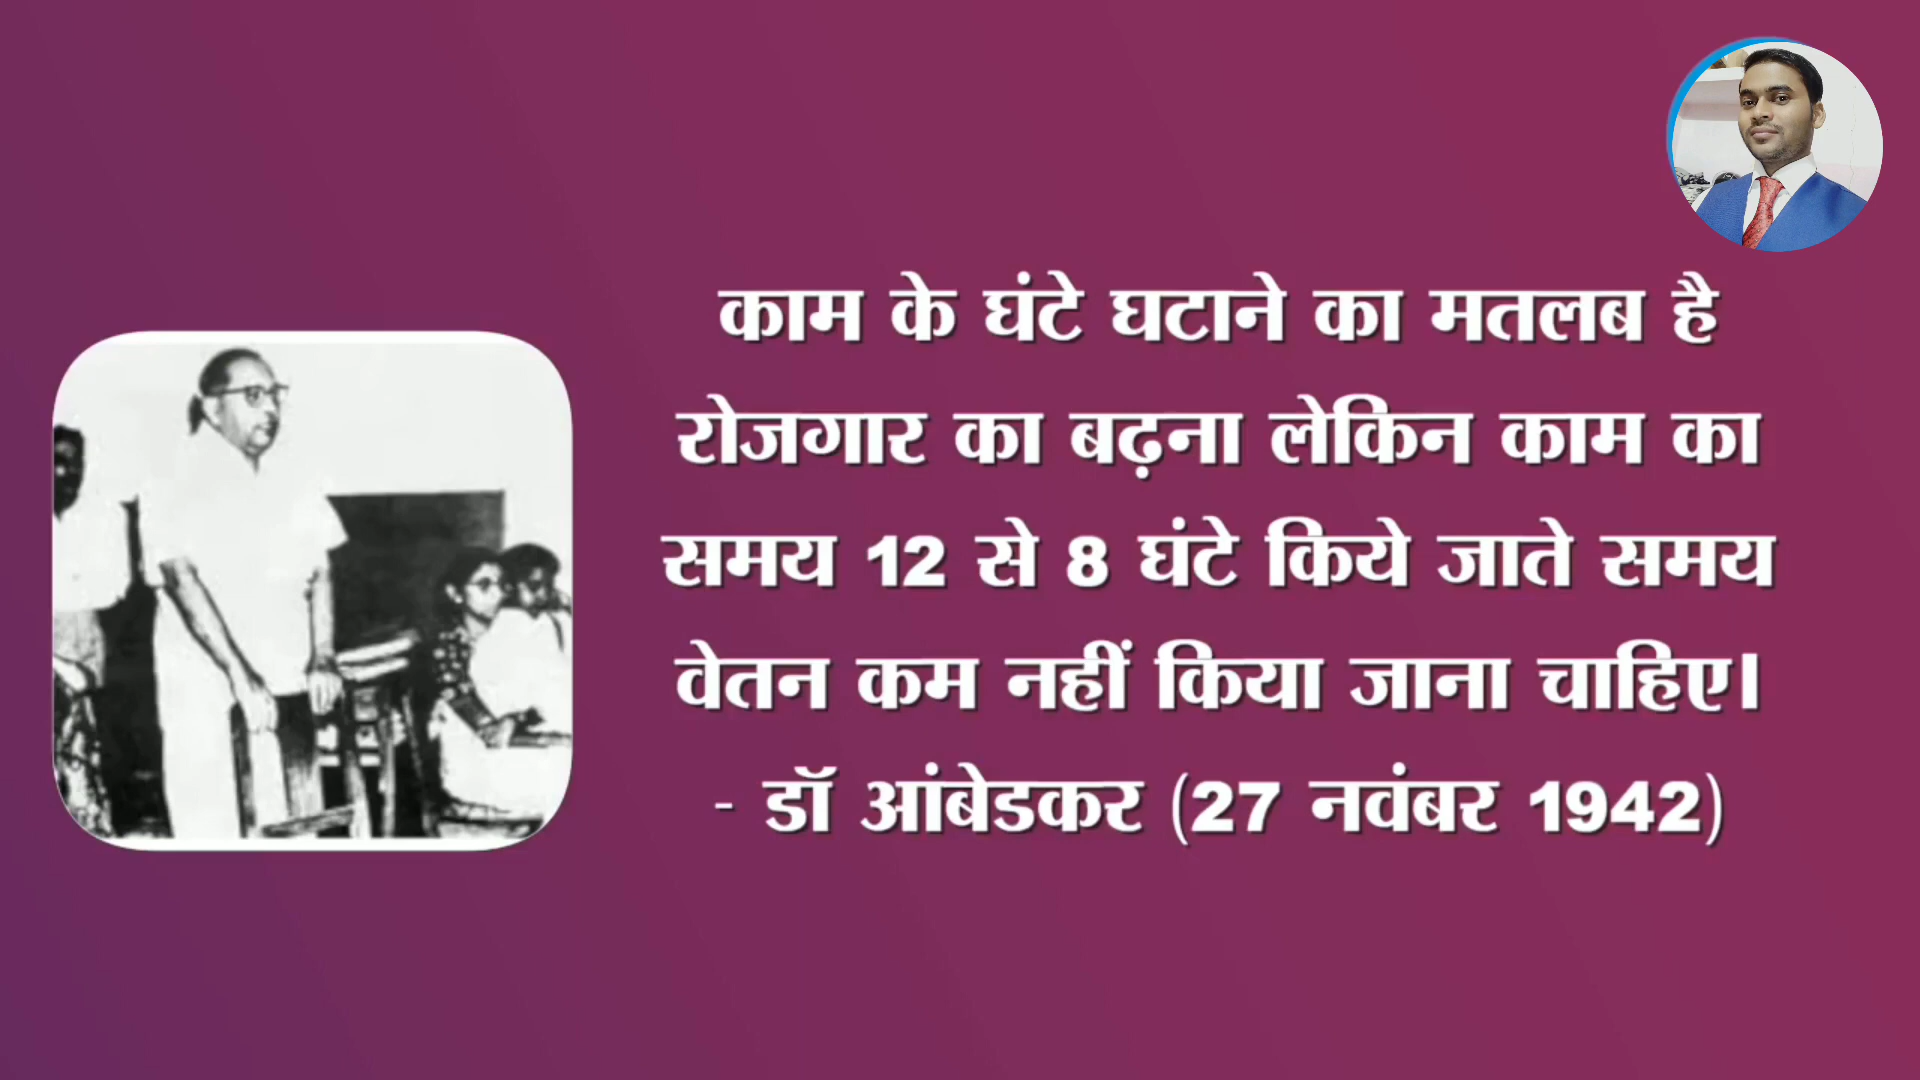 काम के घंटे घटाने का मतलब है
रोजगार का बढ़ना लेकिन काम का
समय 12 से 8 घंटे किये जाते समय
वेतन कम नहीं किया जाना चाहिए।
- डॉ आंबेडकर (27 नवंबर 1942)